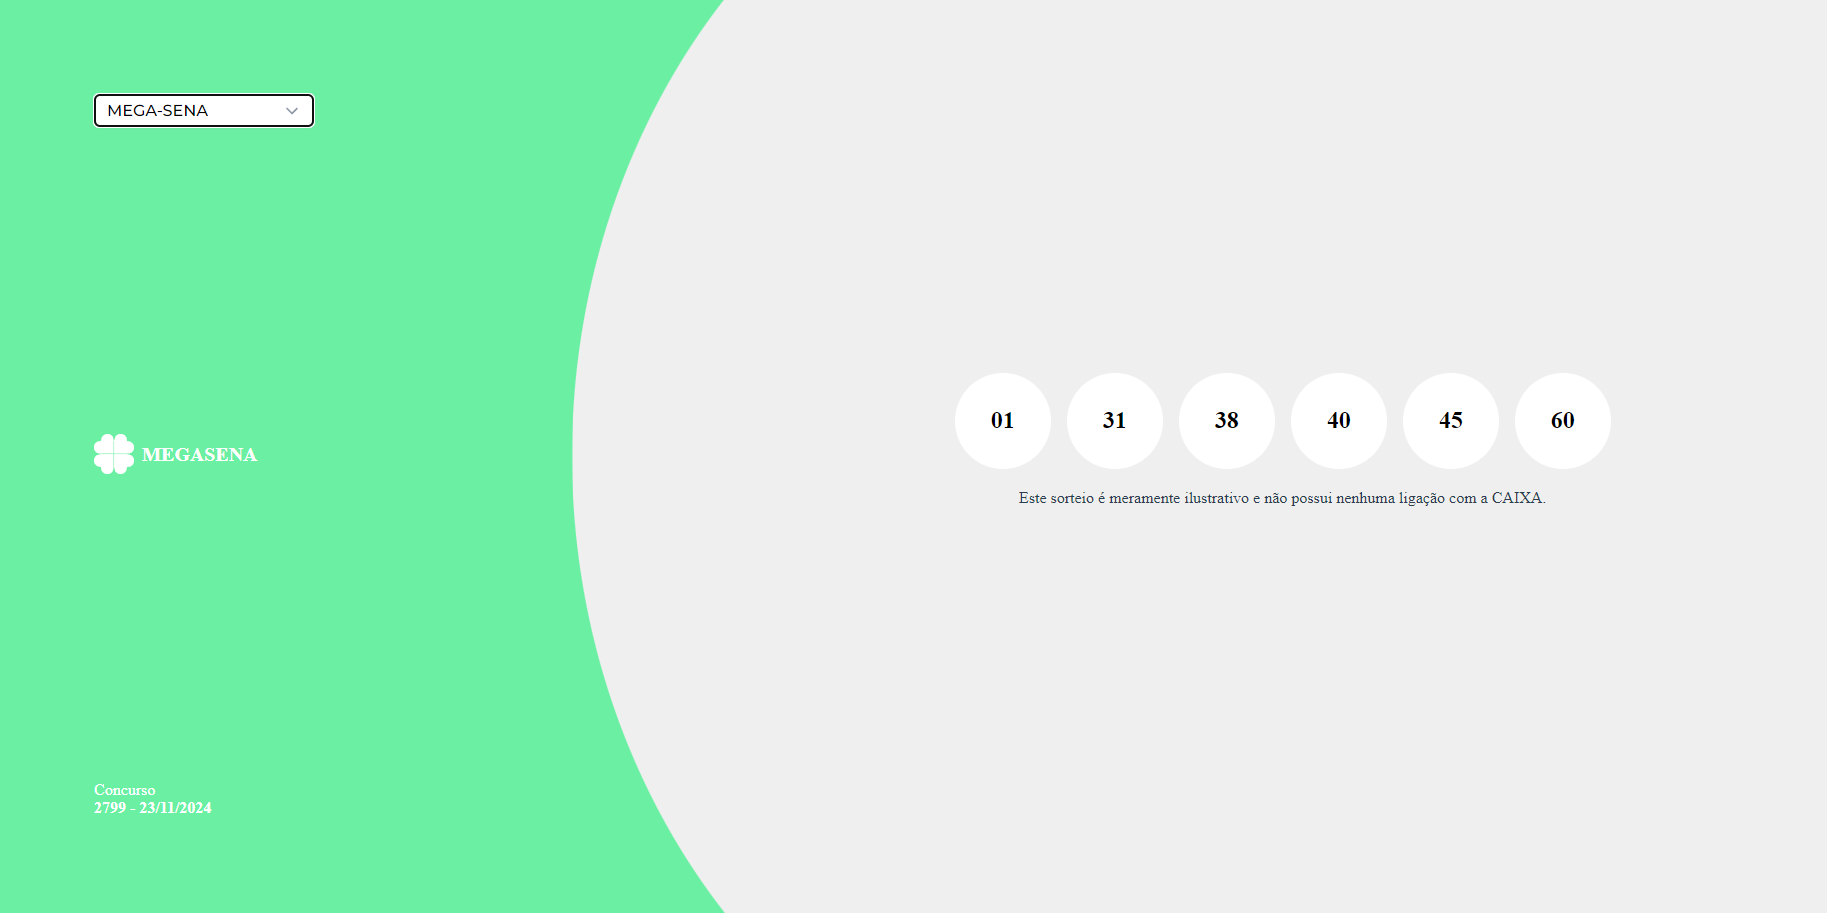 MEGA-SENA
MEGASENA
Concurso
2799 - 23/11/2024
01 31 38 40 45 60
Este sorteio é meramente ilustrativo e não possui nenhuma ligação com a CAIXA.